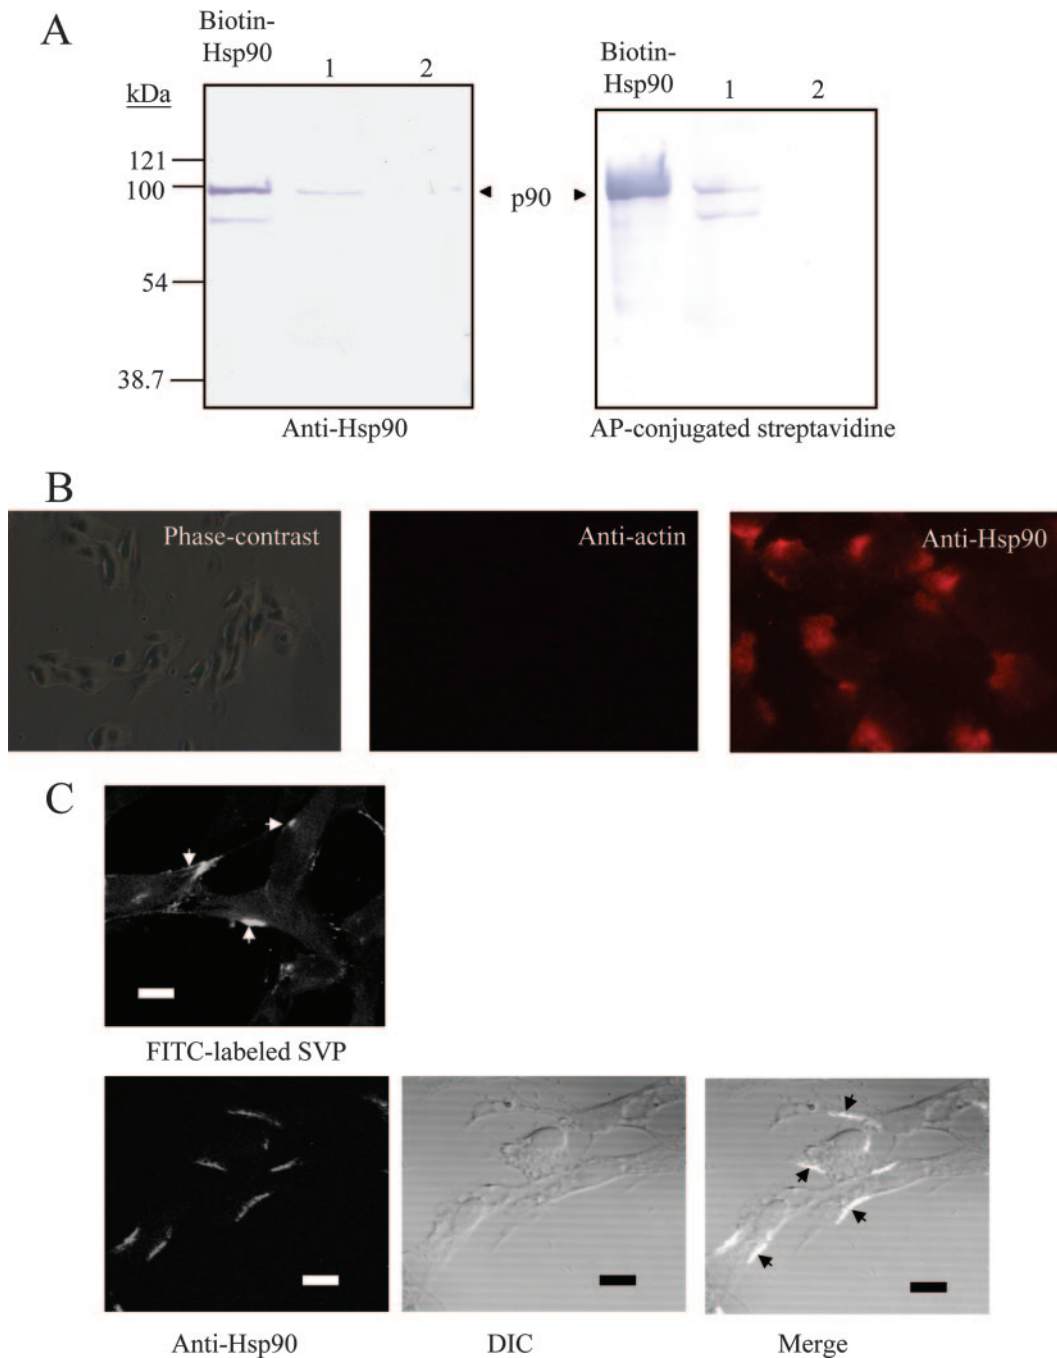 A
Biotin-
Hsp90
1
2
kDa
121
100
54
38.7
p90
Anti-Hsp90
Biotin-
Hsp90
1
2
AP-conjugated streptavidine
B
Phase-contrast
Anti-actin
Anti-Hsp90
C
FITC-labeled SVP
Anti-Hsp90
DIC
Merge